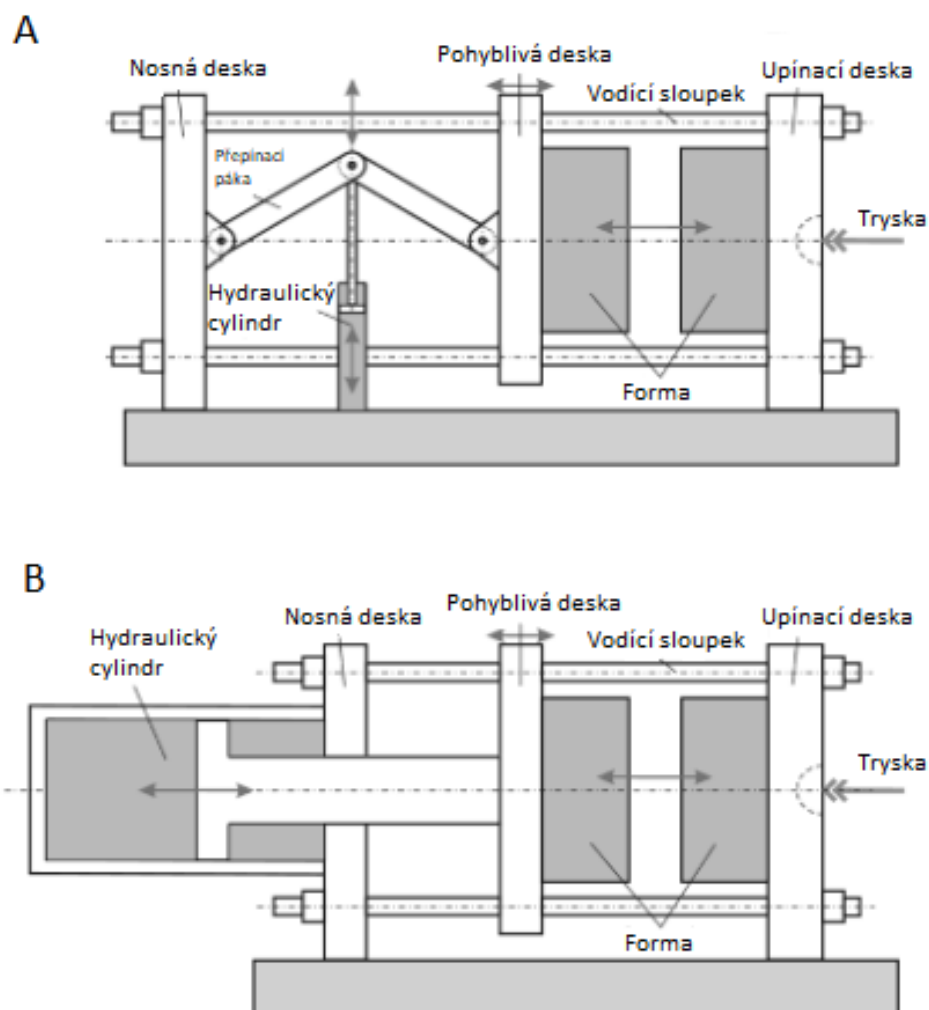 A
Nosná deska
Pohyblivá deska
Upínací deska
Vodící sloupek
Přepínací
páka
Tryska
Hydraulický
cylindr
Forma
B
Hydraulický
cylindr
Nosná deska
Pohyblivá deska
Upínací deska
Vodící sloupek
Tryska
Forma